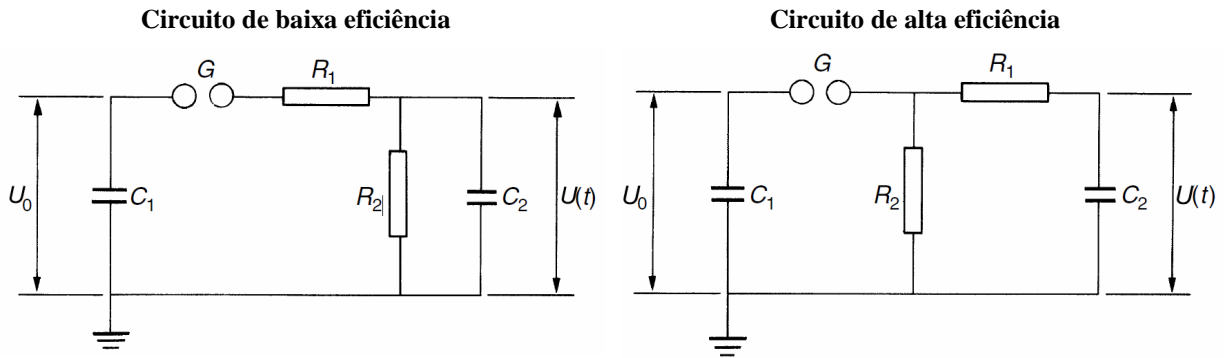 Circuito de baixa eficiência
Circuito de alta eficiência
G
R1
U0
C1
R2
C2
U(t)
G
R1
U0
C1
R2
C2
U(t)